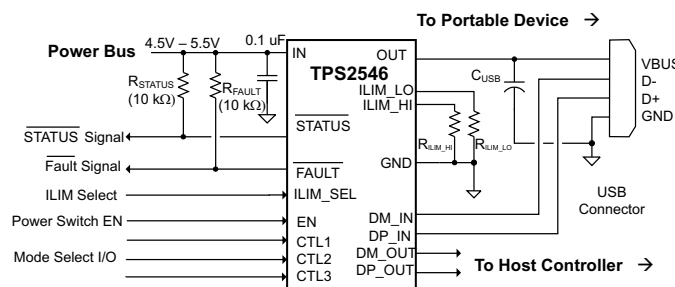 To Portable Device →
Power Bus
4.5V – 5.5V
0.1 uF
IN
OUT
VBUS
D-
D+
GND
TPS2546
RSTATUS
(10 kΩ)
RFAULT
(10 kΩ)
CUSB
ILIM_LO
ILIM_HI
STATUS
STATUS Signal
RILIM_HI
RILIM_LO
Fault Signal
FAULT
GND
ILIM Select
ILIM_SEL
USB
Connector
Power Switch EN
EN
DM_IN
DP_IN
CTL1
Mode Select I/O
CTL2
CTL3
DM_OUT
DP_OUT
To Host Controller →